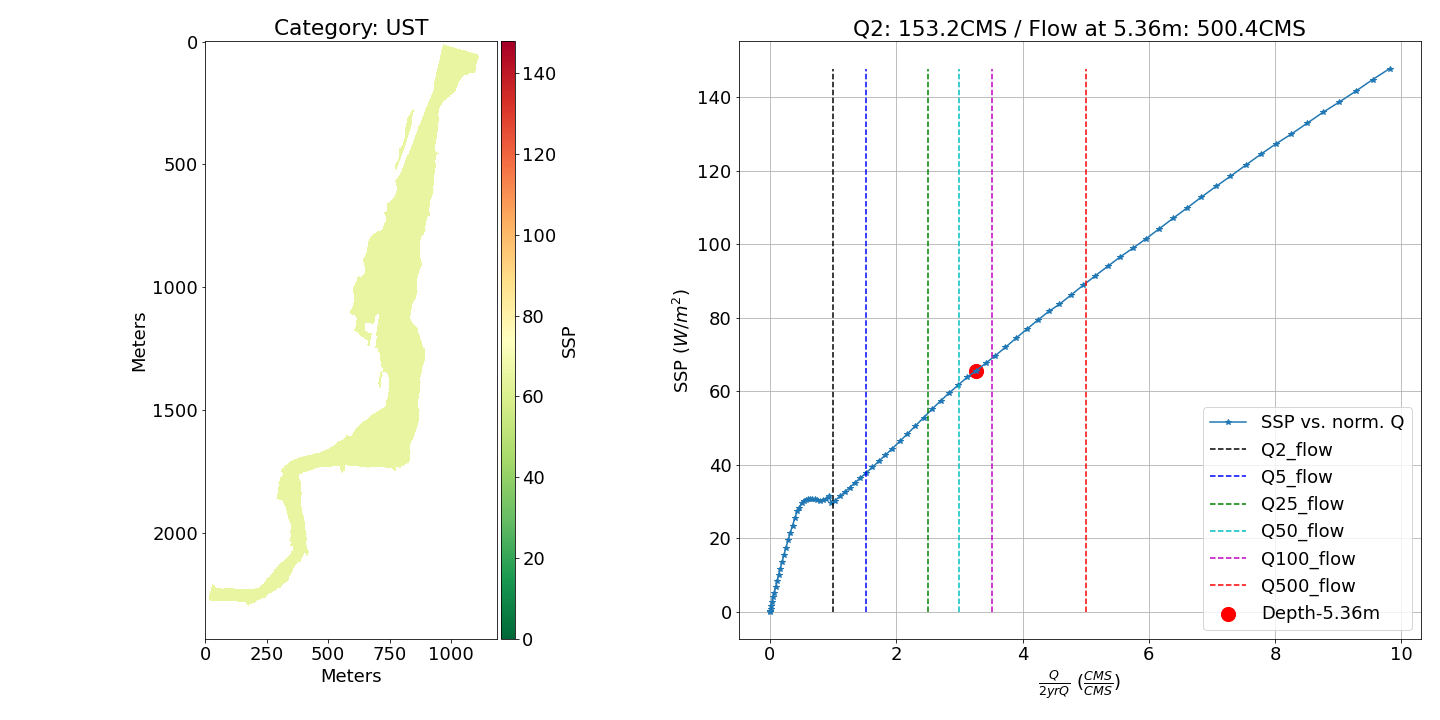 Category: UST
0
500
1000
1500
2000
Meters
0
250
500
750
1000
Meters
140
120
100
80
60
40
20
0
SSP
Q2: 153.2CMS / Flow at 5.36m: 500.4CMS
140
120
100
80
60
40
20
0
SSP (W/m²)
0
2
4
6
8
10
Q/2yrQ (CMS/CMS)
SSP vs. norm. Q
Q2_flow
Q5_flow
Q25_flow
Q50_flow
Q100_flow
Q500_flow
Depth-5.36m